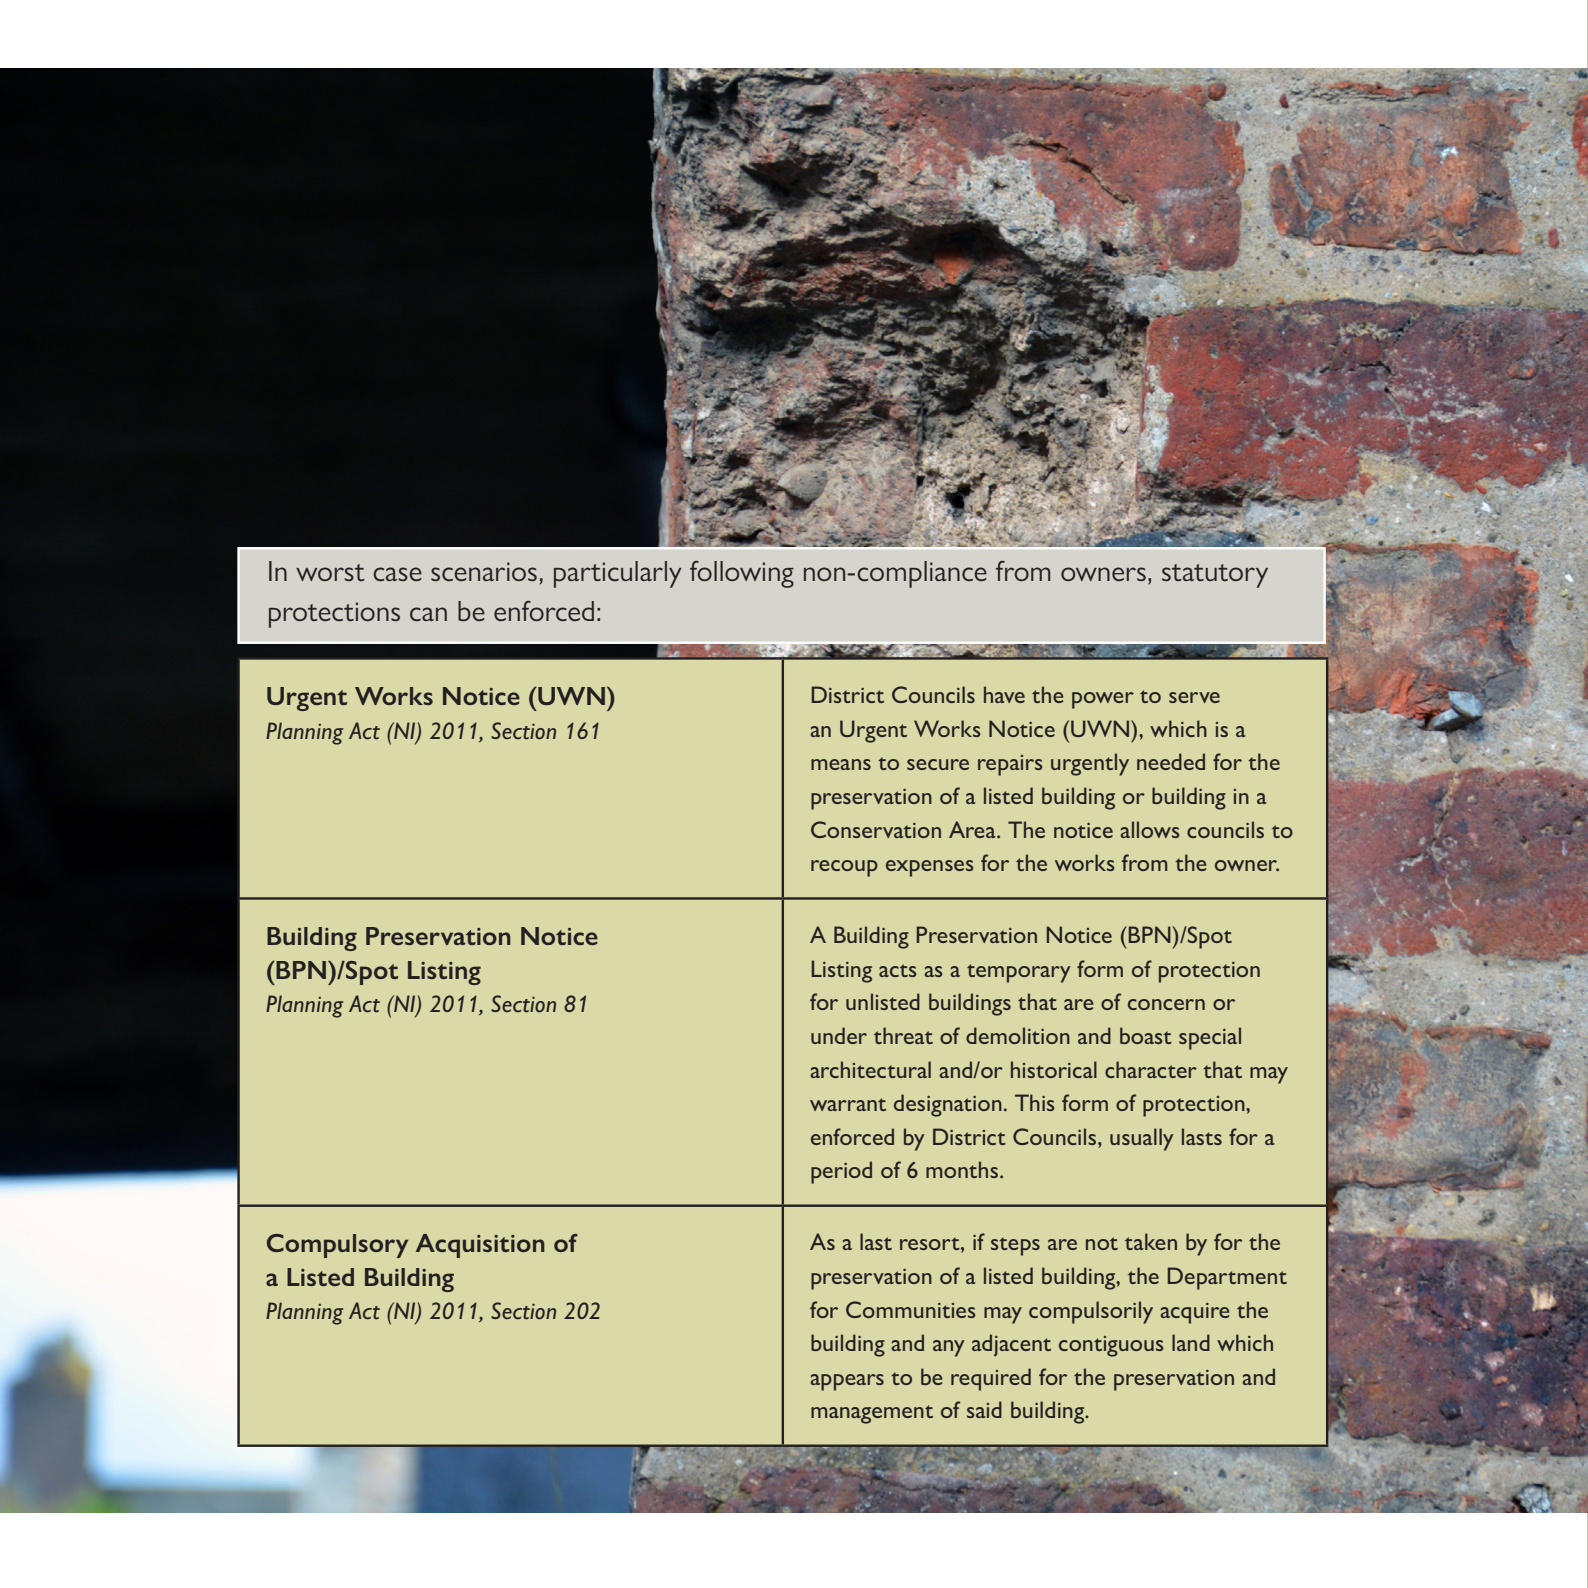 In worst case scenarios, particularly following non-compliance from owners, statutory
protections can be enforced:
Urgent Works Notice (UWN)
Planning Act (NI) 2011, Section 161
District Councils have the power to serve
an Urgent Works Notice (UWN), which is a
means to secure repairs urgently needed for the
preservation of a listed building or building in a
Conservation Area. The notice allows councils to
recoup expenses for the works from the owner.
Building Preservation Notice
(BPN)/Spot Listing
Planning Act (NI) 2011, Section 81
A Building Preservation Notice (BPN)/Spot
Listing acts as a temporary form of protection
for unlisted buildings that are of concern or
under threat of demolition and boast special
architectural and/or historical character that may
warrant designation. This form of protection,
enforced by District Councils, usually lasts for a
period of 6 months.
Compulsory Acquisition of
a Listed Building
Planning Act (NI) 2011, Section 202
As a last resort, if steps are not taken by for the
preservation of a listed building, the Department
for Communities may compulsorily acquire the
building and any adjacent contiguous land which
appears to be required for the preservation and
management of said building.